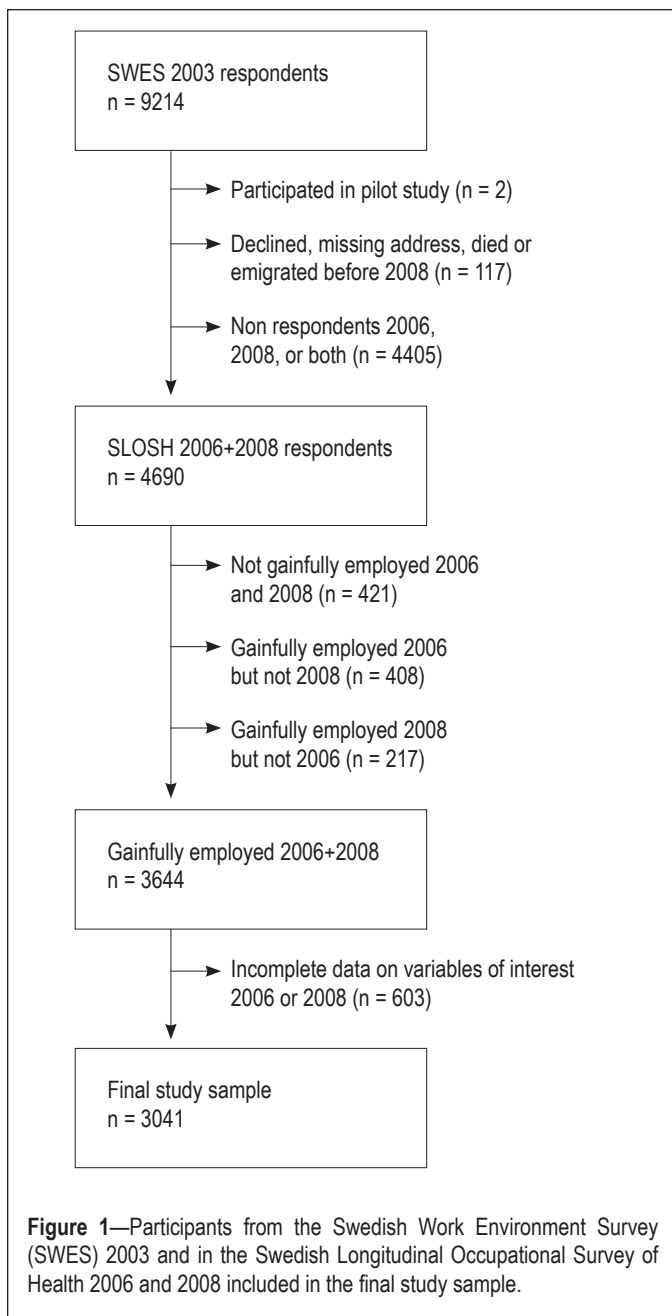 SWES 2003 respondents
n = 9214
Participated in pilot study (n = 2)
Declined, missing address, died or
emigrated before 2008 (n = 117)
Non respondents 2006,
2008, or both (n = 4405)
SLOSH 2006+2008 respondents
n = 4690
Not gainfully employed 2006
and 2008 (n = 421)
Gainfully employed 2006
but not 2008 (n = 408)
Gainfully employed 2008
but not 2006 (n = 217)
Gainfully employed 2006+2008
n = 3644
Incomplete data on variables of interest
2006 or 2008 (n = 603)
Final study sample
n = 3041
Figure 1—Participants from the Swedish Work Environment Survey
(SWES) 2003 and in the Swedish Longitudinal Occupational Survey of
Health 2006 and 2008 included in the final study sample.